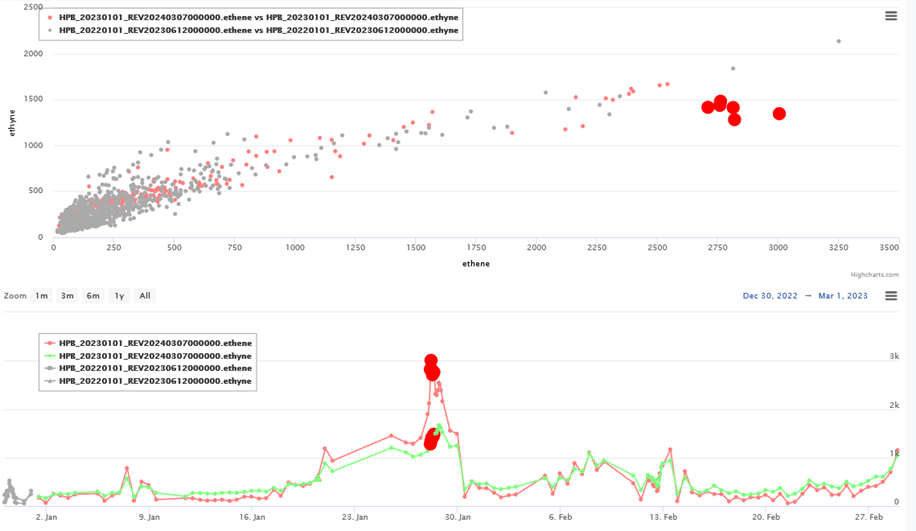 2500
HPB_20230101_REV20240307000000.ethene vs HPB_20230101_REV20240307000000.ethyne
HPB_20220101_REV20230612000000.ethene vs HPB_20220101_REV20230612000000.ethyne
2000
1500
ethyne
1000
500
0
0 250 500 750 1000 1250 1500 1750 2000 2250 2500 2750 3000 3250 3500
ethene
Highcharts.com
Zoom 1m 3m 6m 1y All Dec 30, 2022 → Mar 1, 2023
HPB_20230101_REV20240307000000.ethene
HPB_20230101_REV20240307000000.ethyne
HPB_20220101_REV20230612000000.ethene
HPB_20220101_REV20230612000000.ethyne
3k
2k
1k
0
2. Jan 9. Jan 16. Jan 23. Jan 30. Jan 6. Feb 13. Feb 20. Feb 27. Feb